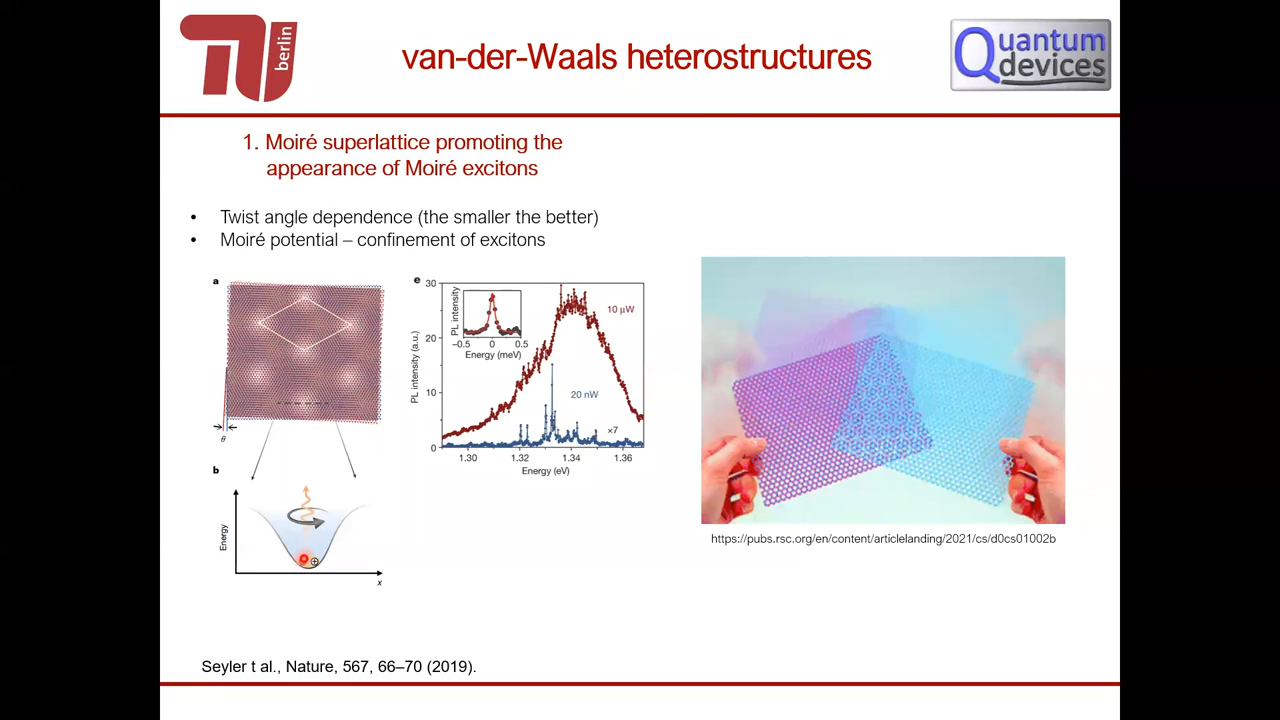 berlin
van-der-Waals heterostructures
Quantum
devices
1. Moiré superlattice promoting the
appearance of Moiré excitons
• Twist angle dependence (the smaller the better)
• Moiré potential – confinement of excitons
a
θ
b
Energy
x
e
PL intensity (a.u.)
30
20
10
0
1.30 1.32 1.34 1.36
Energy (eV)
PL intensity
−0.5 0 0.5
Energy (meV)
10 μW
20 nW
×7
https://pubs.rsc.org/en/content/articlelanding/2021/cs/d0cs01002b
Seyler t al., Nature, 567, 66–70 (2019).